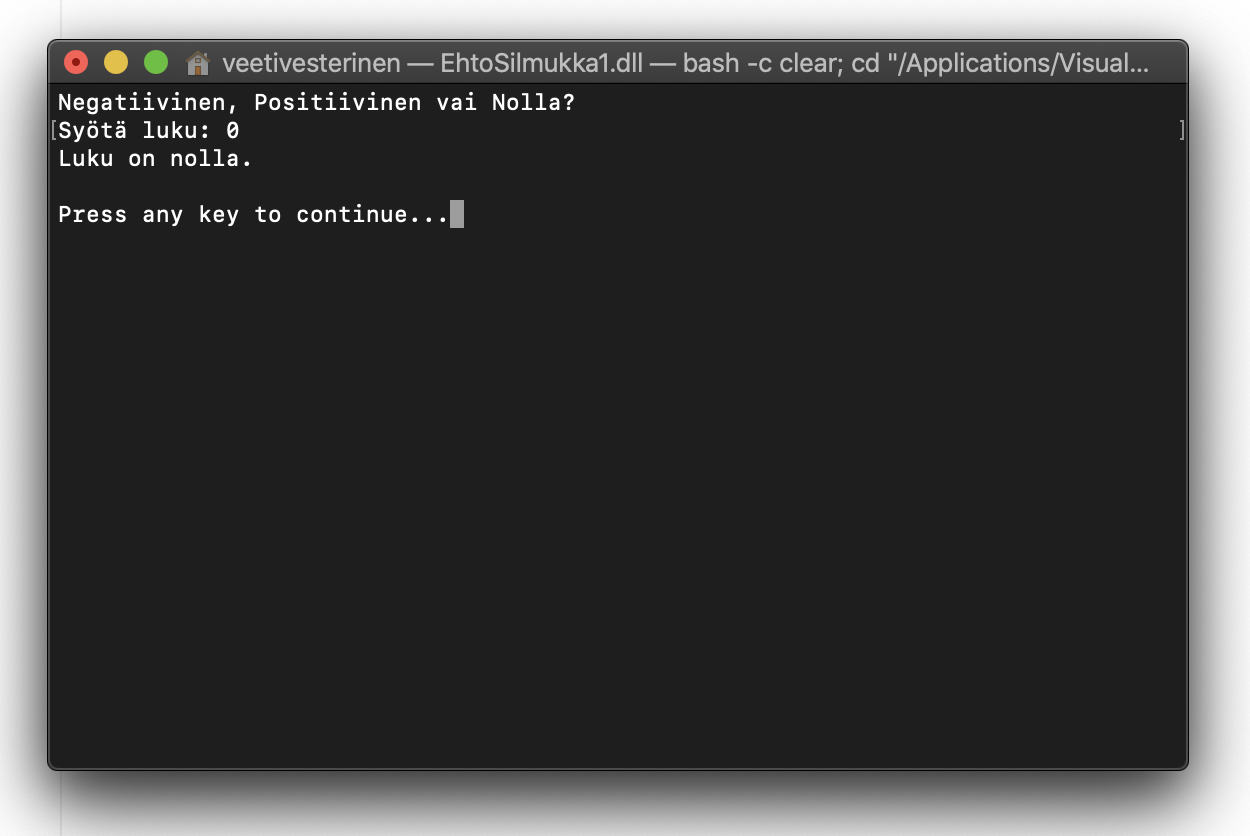 veetivesterinen — EhtoSilmukka1.dll — bash -c clear; cd "/Applications/Visual...
Negatiivinen, Positiivinen vai Nolla?
[Syötä luku: 0 ]
Luku on nolla.
Press any key to continue...